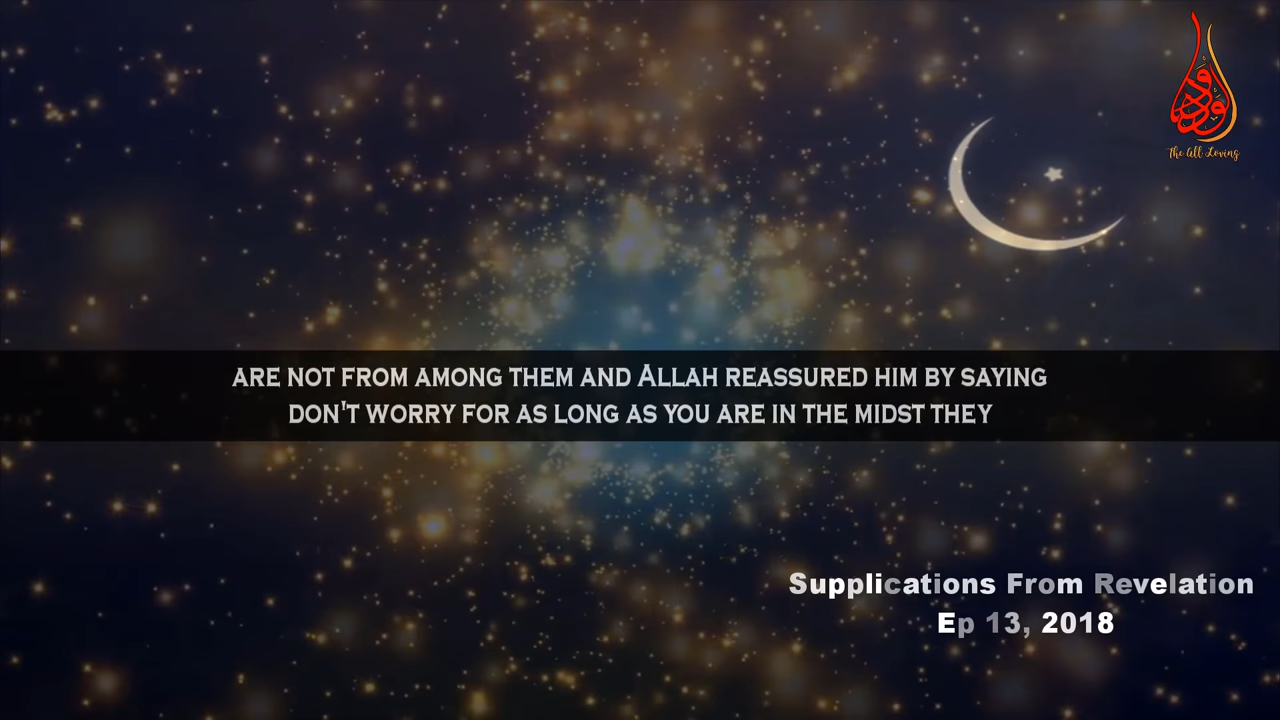 ودود
The All Loving
ARE NOT FROM AMONG THEM AND ALLAH REASSURED HIM BY SAYING
DON'T WORRY FOR AS LONG AS YOU ARE IN THE MIDST THEY
Supplications From Revelation
Ep 13, 2018